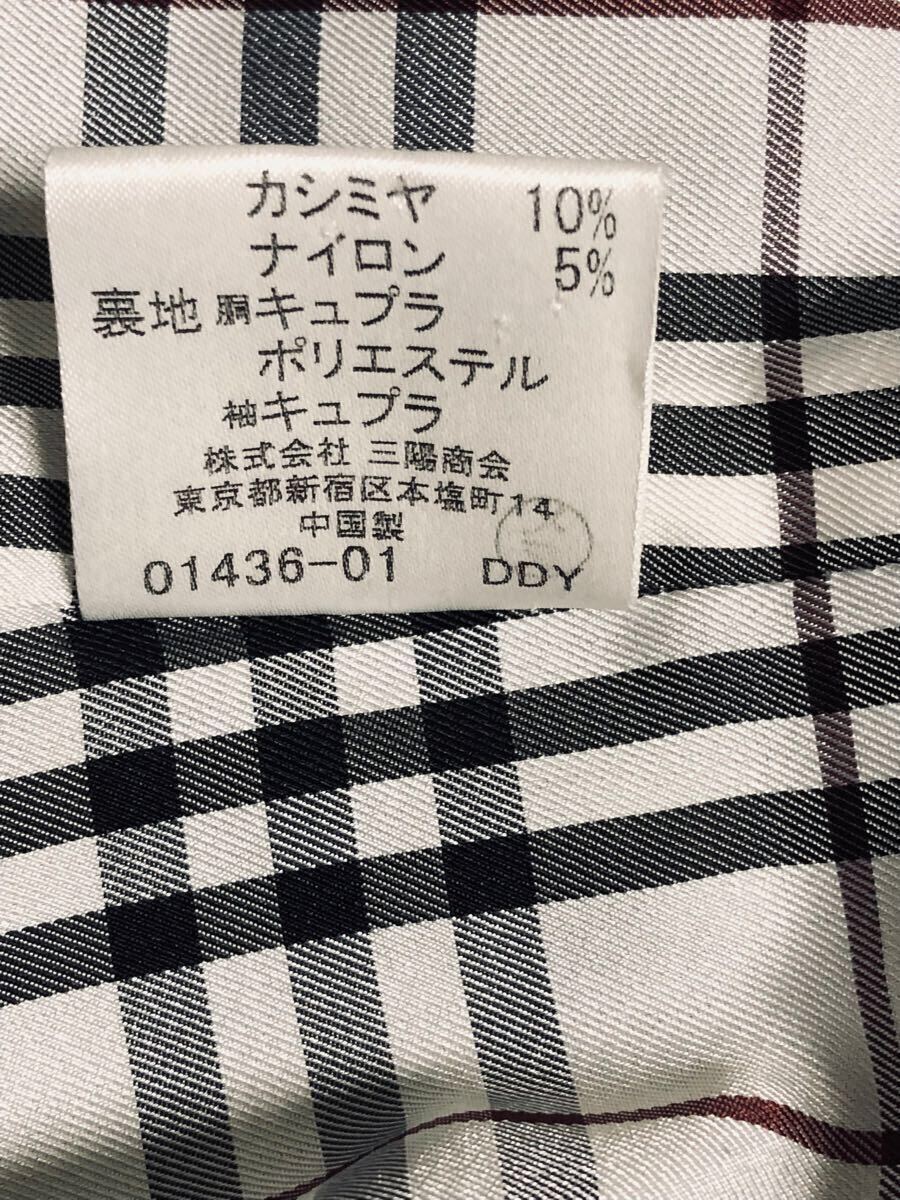 カシミヤ 10%
ナイロン 5%
裏地 胴キュプラ
ポリエステル
袖キュプラ
株式会社 三陽商会
東京都新宿区本塩町14
中国製
01436-01 DDY